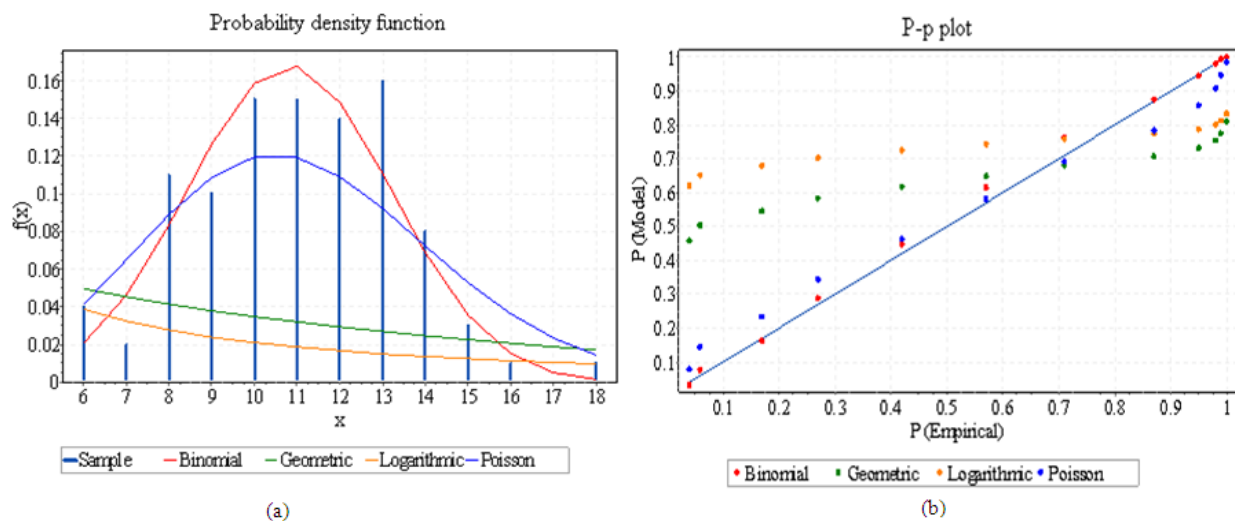 Probability density function
0.16
0.14
0.12
0.1
0.08
0.06
0.04
0.02
0
f(x)
6 7 8 9 10 11 12 13 14 15 16 18
x
Sample Binomial Geometric Logarithmic Poisson
(a)
P-p plot
1
0.9
0.8
0.7
0.6
0.5
0.4
0.3
0.2
0.1
P (Model)
0.1 0.2 0.3 0.4 0.5 0.6 0.7 0.8 0.9 1
P (Empirical)
Binomial Geometric Logarithmic Poisson
(b)